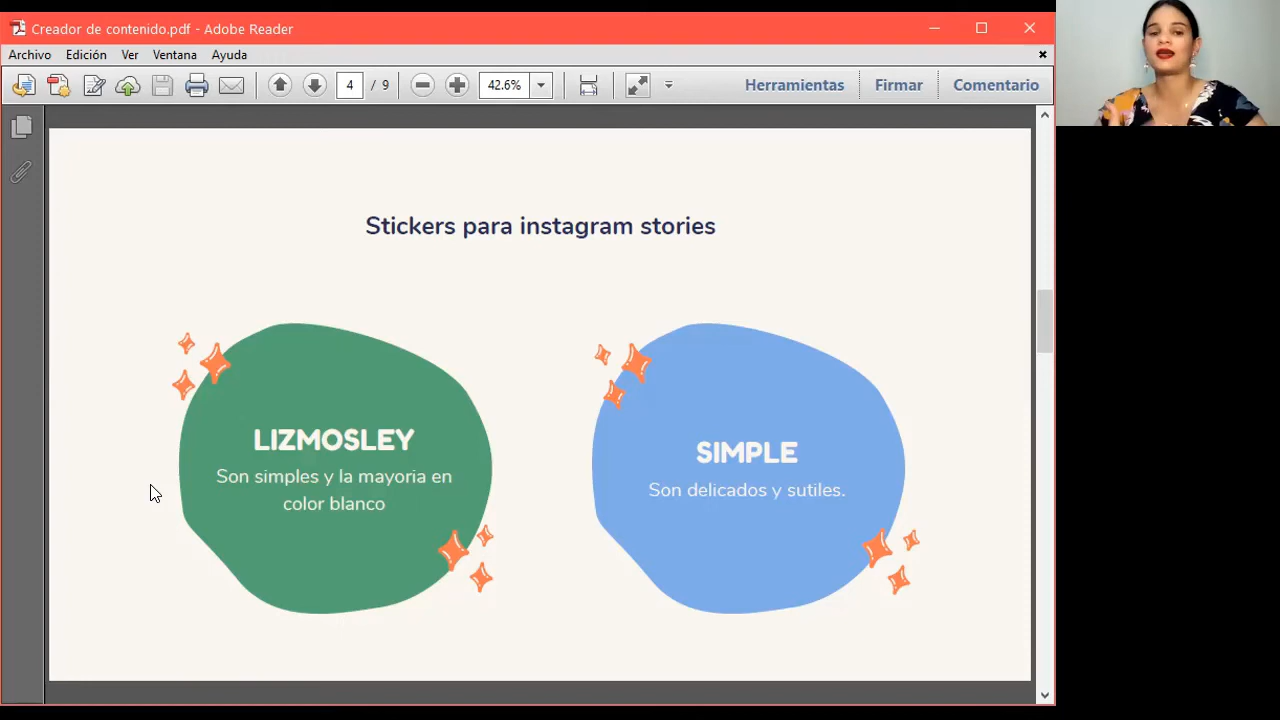 Creador de contenido.pdf - Adobe Reader
Archivo Edición Ver Ventana Ayuda
4 / 9 42.6% Herramientas Firmar Comentario
Stickers para instagram stories
LIZMOSLEY
Son simples y la mayoria en
color blanco
SIMPLE
Son delicados y sutiles.